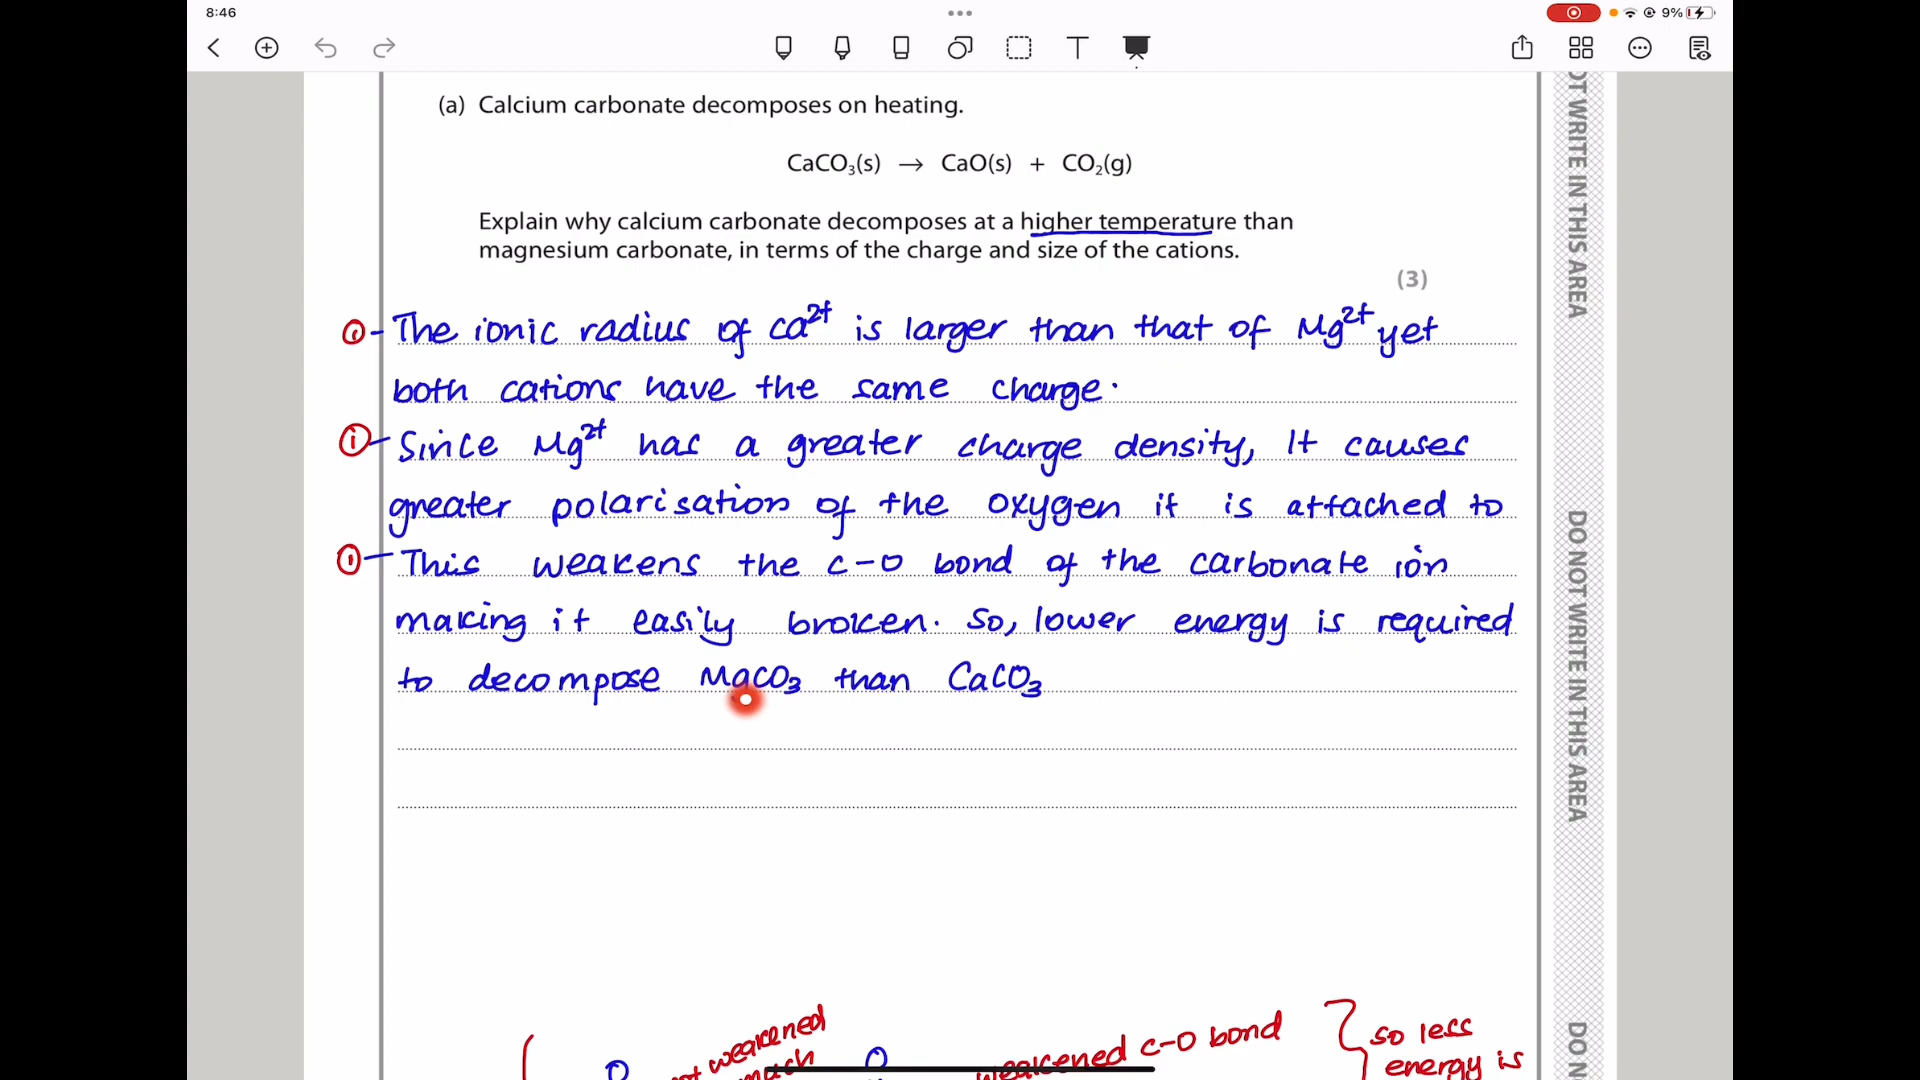 8:46
9%
(a) Calcium carbonate decomposes on heating.
CaCO₃(s) → CaO(s) + CO₂(g)
Explain why calcium carbonate decomposes at a higher temperature than
magnesium carbonate, in terms of the charge and size of the cations.
(3)
① - The ionic radius of Ca²⁺ is larger than that of Mg²⁺ yet
both cations have the same charge.
① - Since Mg²⁺ has a greater charge density, It causes
greater polarisation of the oxygen it is attached to
① - This weakens the C-O bond of the carbonate ion
making it easily broken. So, lower energy is required
to decompose MgCO₃ than CaCO₃
weakened
much
O
O
weakened C-O bond
so less
energy is
OT WRITE IN THIS AREA
DO NOT WRITE IN THIS AREA
DO N